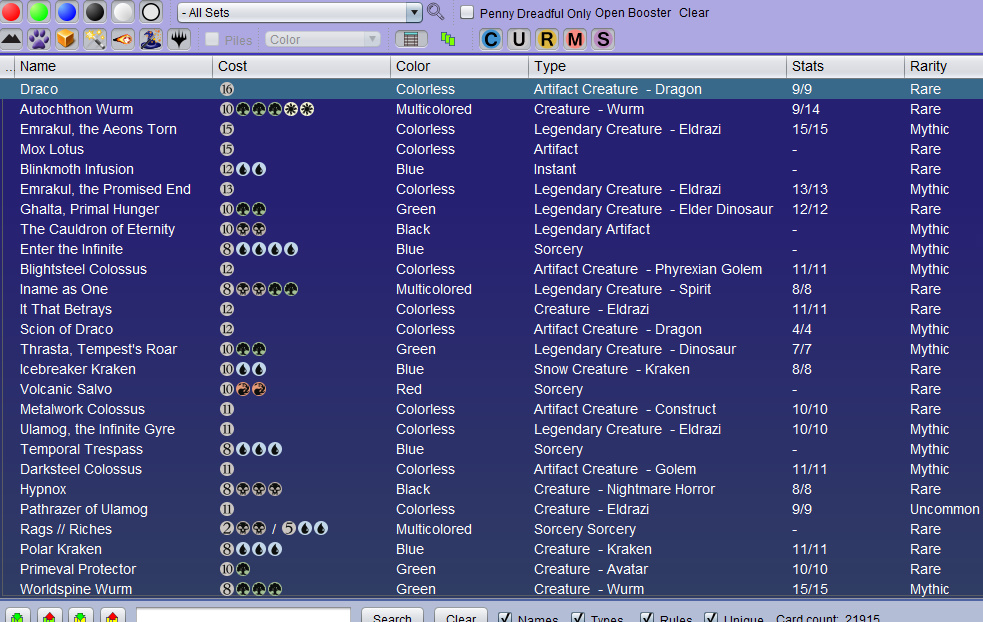 - All Sets Penny Dreadful Only Open Booster Clear
Piles Color C U R M S
.. Name Cost Color Type Stats Rarity
Draco 16 Colorless Artifact Creature - Dragon 9/9 Rare
Autochthon Wurm 10 Multicolored Creature - Wurm 9/14 Rare
Emrakul, the Aeons Torn 15 Colorless Legendary Creature - Eldrazi 15/15 Mythic
Mox Lotus 15 Colorless Artifact - Rare
Blinkmoth Infusion 12 Blue Instant - Rare
Emrakul, the Promised End 13 Colorless Legendary Creature - Eldrazi 13/13 Mythic
Ghalta, Primal Hunger 10 Green Legendary Creature - Elder Dinosaur 12/12 Rare
The Cauldron of Eternity 10 Black Legendary Artifact - Mythic
Enter the Infinite 8 Blue Sorcery - Mythic
Blightsteel Colossus 12 Colorless Artifact Creature - Phyrexian Golem 11/11 Mythic
Iname as One 8 Multicolored Legendary Creature - Spirit 8/8 Rare
It That Betrays 12 Colorless Creature - Eldrazi 11/11 Rare
Scion of Draco 12 Colorless Artifact Creature - Dragon 4/4 Mythic
Thrasta, Tempest's Roar 10 Green Legendary Creature - Dinosaur 7/7 Mythic
Icebreaker Kraken 10 Blue Snow Creature - Kraken 8/8 Rare
Volcanic Salvo 10 Red Sorcery - Rare
Metalwork Colossus 11 Colorless Artifact Creature - Construct 10/10 Rare
Ulamog, the Infinite Gyre 11 Colorless Legendary Creature - Eldrazi 10/10 Mythic
Temporal Trespass 8 Blue Sorcery - Mythic
Darksteel Colossus 11 Colorless Artifact Creature - Golem 11/11 Mythic
Hypnox 8 Black Creature - Nightmare Horror 8/8 Rare
Pathrazer of Ulamog 11 Colorless Creature - Eldrazi 9/9 Uncommon
Rags // Riches 2 / 5 Multicolored Sorcery Sorcery - Rare
Polar Kraken 8 Blue Creature - Kraken 11/11 Rare
Primeval Protector 10 Green Creature - Avatar 10/10 Rare
Worldspine Wurm 8 Green Creature - Wurm 15/15 Mythic
Search Clear Names Types Rules Unique Card count: 21915